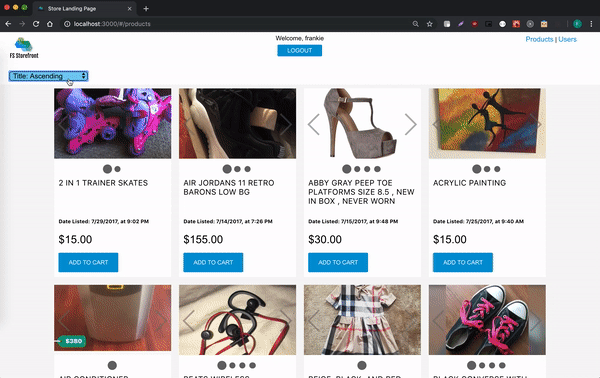 Store Landing Page
localhost:3000/#/products
FS Storefront
Welcome, frankie
LOGOUT
Products | Users
Title: Ascending
2 IN 1 TRAINER SKATES
Date Listed: 7/29/2017, at 9:02 PM
$15.00
ADD TO CART
AIR JORDANS 11 RETRO
BARONS LOW BG
Date Listed: 7/14/2017, at 7:26 PM
$155.00
ADD TO CART
ABBY GRAY PEEP TOE
PLATFORMS SIZE 8.5 , NEW
IN BOX , NEVER WORN
Date Listed: 7/15/2017, at 9:48 PM
$30.00
ADD TO CART
ACRYLIC PAINTING
Date Listed: 7/25/2017, at 9:40 AM
$15.00
ADD TO CART
$380
AIR CONDITIONER
BEATS WIRELESS
BEIGE, BLACK, AND RED
BLACK CONVERSE WITH